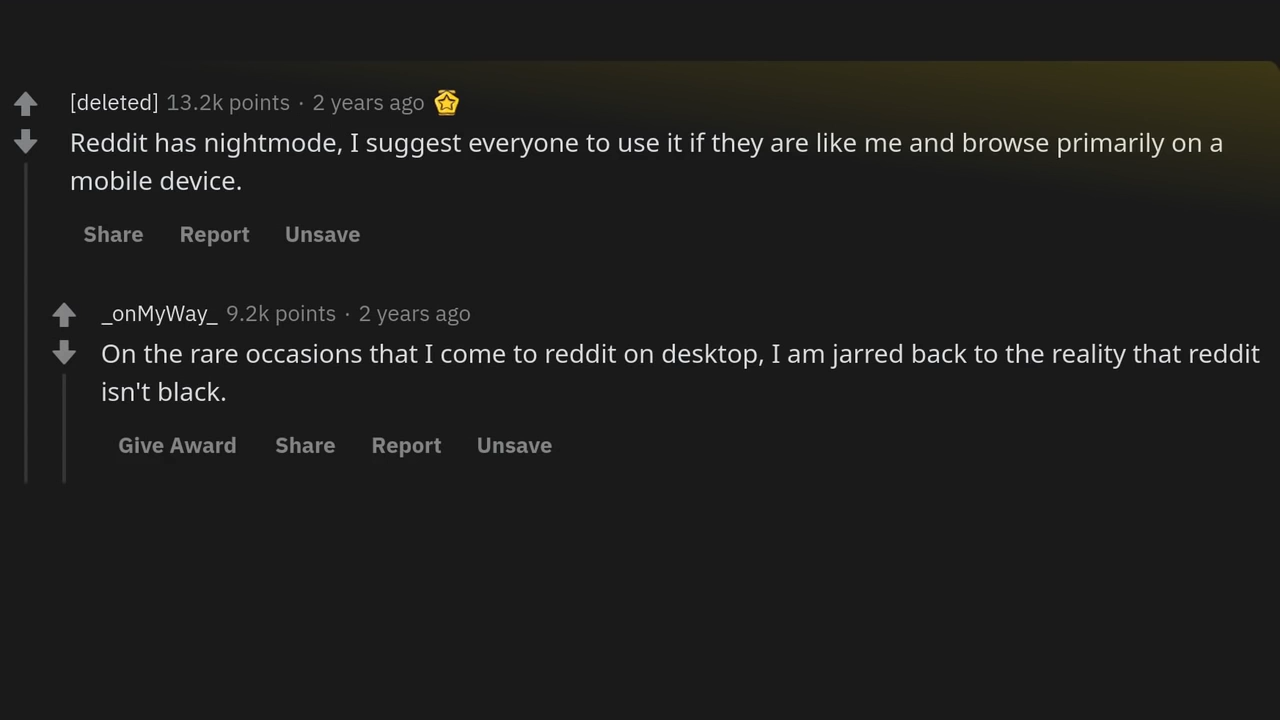 [deleted] 13.2k points · 2 years ago
Reddit has nightmode, I suggest everyone to use it if they are like me and browse primarily on a
mobile device.
Share Report Unsave
_onMyWay_ 9.2k points · 2 years ago
On the rare occasions that I come to reddit on desktop, I am jarred back to the reality that reddit
isn't black.
Give Award Share Report Unsave